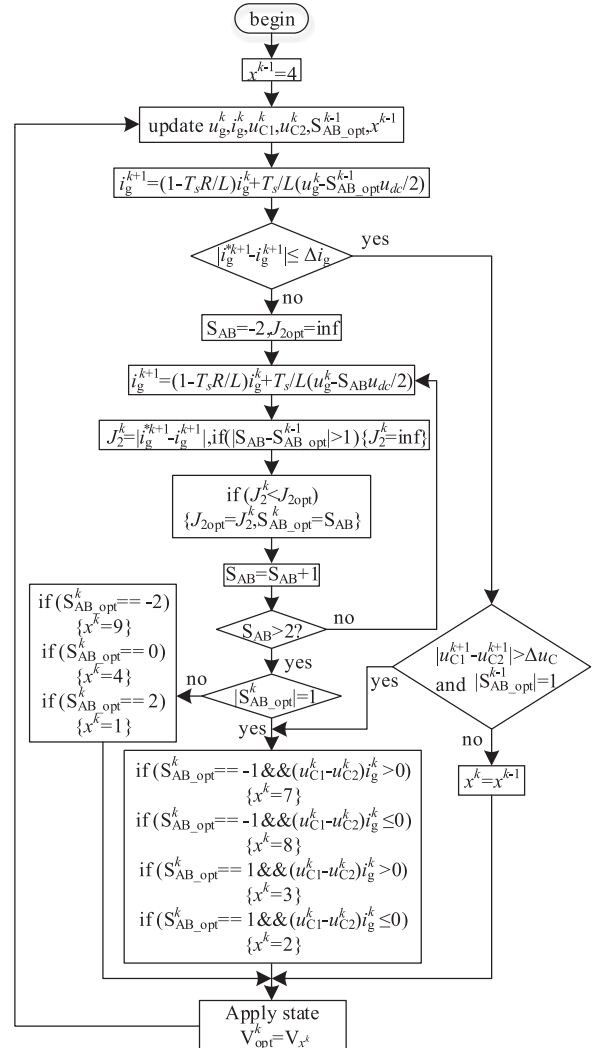 begin
x^{k-1}=4
update u_g^k,i_g^k,u_{C1}^k,u_{C2}^k,S_{AB_opt}^{k-1},x^{k-1}
i_g^{k+1}=(1-T_sR/L)i_g^k+T_s/L(u_g^k-S_{AB_opt}^{k-1}u_{dc}/2)
|i_g^{*k+1}-i_g^{k+1}|≤ Δi_g
yes
no
S_{AB}=-2,J_{2opt}=inf
i_g^{k+1}=(1-T_sR/L)i_g^k+T_s/L(u_g^k-S_{AB}u_{dc}/2)
J_2^k=|i_g^{*k+1}-i_g^{k+1}|,if(|S_{AB}-S_{AB_opt}^{k-1}|>1){J_2^k=inf}
if (J_2^k<J_{2opt})
{J_{2opt}=J_2^k,S_{AB_opt}^k=S_{AB}}
S_{AB}=S_{AB}+1
S_{AB}>2?
no
yes
|S_{AB_opt}^k|=1
no
yes
if (S_{AB_opt}^k== -2)
{x^k=9}
if (S_{AB_opt}^k== 0)
{x^k=4}
if (S_{AB_opt}^k== 2)
{x^k=1}
|u_{C1}^{k+1}-u_{C2}^{k+1}|>Δu_C
and |S_{AB_opt}^{k-1}|=1
yes
no
x^k=x^{k-1}
if (S_{AB_opt}^k== -1&&(u_{C1}^k-u_{C2}^k)i_g^k >0)
{x^k=7}
if (S_{AB_opt}^k== -1&&(u_{C1}^k-u_{C2}^k)i_g^k ≤0)
{x^k=8}
if (S_{AB_opt}^k== 1&&(u_{C1}^k-u_{C2}^k)i_g^k >0)
{x^k=3}
if (S_{AB_opt}^k== 1&&(u_{C1}^k-u_{C2}^k)i_g^k ≤0)
{x^k=2}
Apply state
V_{opt}^k=V_{x^k}